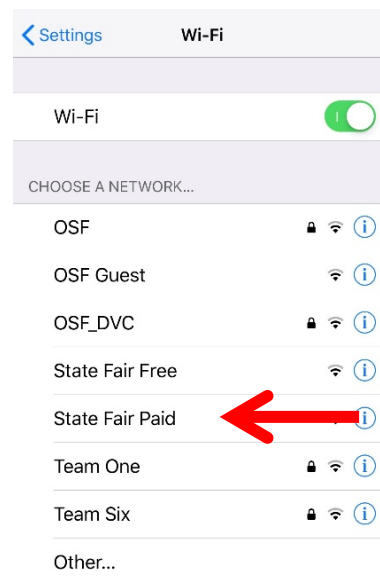 Settings Wi-Fi
Wi-Fi
CHOOSE A NETWORK...
OSF
OSF Guest
OSF_DVC
State Fair Free
State Fair Paid
Team One
Team Six
Other...